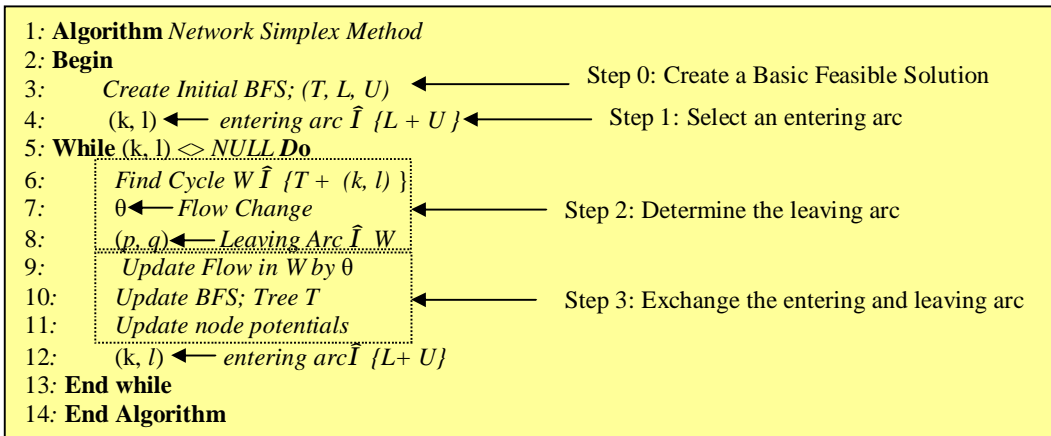 1: Algorithm Network Simplex Method
2: Begin
3: Create Initial BFS; (T, L, U) Step 0: Create a Basic Feasible Solution
4: (k, l) ← entering arc Î {L + U } Step 1: Select an entering arc
5: While (k, l) <> NULL Do
6: Find Cycle W Î {T + (k, l) }
7: θ ← Flow Change Step 2: Determine the leaving arc
8: (p, q) ← Leaving Arc Î W
9: Update Flow in W by θ
10: Update BFS; Tree T Step 3: Exchange the entering and leaving arc
11: Update node potentials
12: (k, l) ← entering arc Î {L+ U}
13: End while
14: End Algorithm